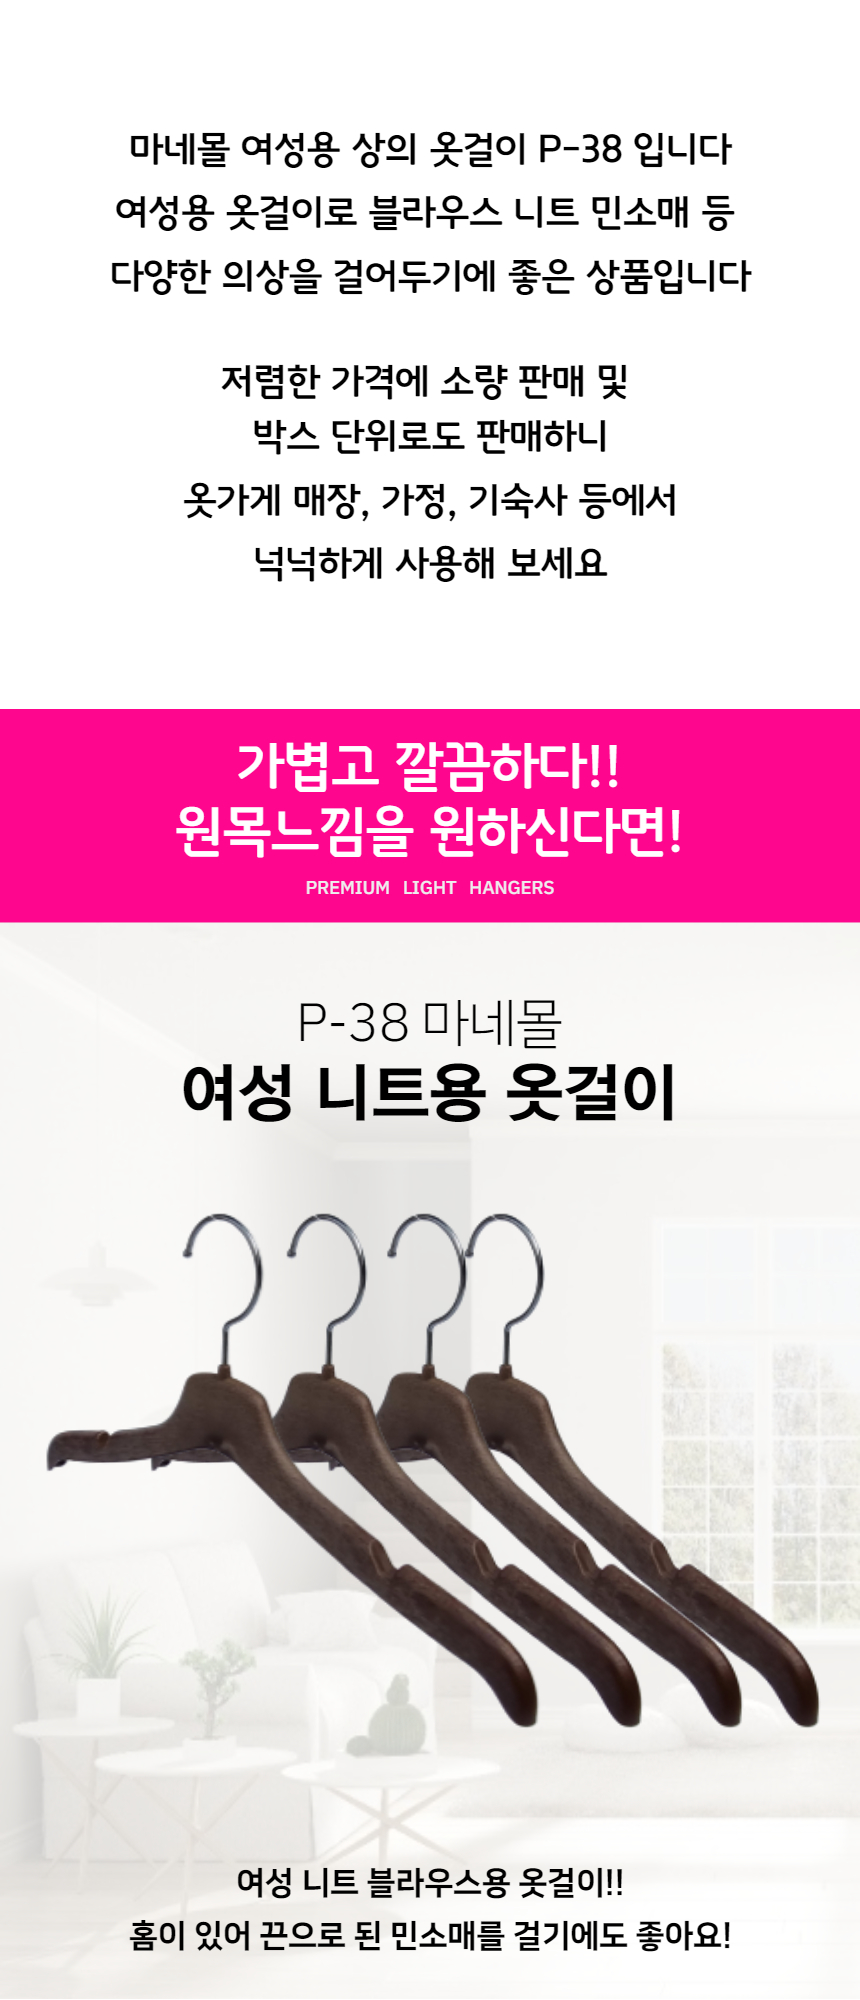 마네몰 여성용 상의 옷걸이 P-38 입니다
여성용 옷걸이로 블라우스 니트 민소매 등
다양한 의상을 걸어두기에 좋은 상품입니다
저렴한 가격에 소량 판매 및
박스 단위로도 판매하니
옷가게 매장, 가정, 기숙사 등에서
넉넉하게 사용해 보세요
가볍고 깔끔하다!!
원목느낌을 원하신다면!
PREMIUM LIGHT HANGERS
P-38 마네몰
여성 니트용 옷걸이
여성 니트 블라우스용 옷걸이!!
홈이 있어 끈으로 된 민소매를 걸기에도 좋아요!